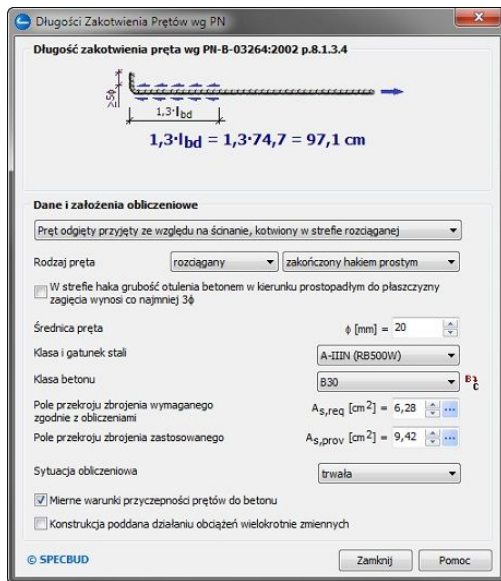 Długości Zakotwienia Prętów wg PN
Długość zakotwienia pręta wg PN-B-03264:2002 p.8.1.3.4
≥5ϕ
1,3·lbd
1,3·lbd = 1,3·74,7 = 97,1 cm
Dane i założenia obliczeniowe
Pręt odgięty przyjęty ze względu na ścinanie, kotwiony w strefie rozciąganej
Rodzaj pręta rozciągany zakończony hakiem prostym
W strefie haka grubość otulenia betonem w kierunku prostopadłym do płaszczyzny
zagięcia wynosi co najmniej 3ϕ
Średnica pręta ϕ [mm] = 20
Klasa i gatunek stali A-IIIN (RB500W)
Klasa betonu B30 B C
Pole przekroju zbrojenia wymaganego
zgodnie z obliczeniami As,req [cm2] = 6,28 ...
Pole przekroju zbrojenia zastosowanego As,prov [cm2] = 9,42 ...
Sytuacja obliczeniowa trwała
Mierne warunki przyczepności prętów do betonu
Konstrukcja poddana działaniu obciążeń wielokrotnie zmiennych
© SPECBUD Zamknij Pomoc